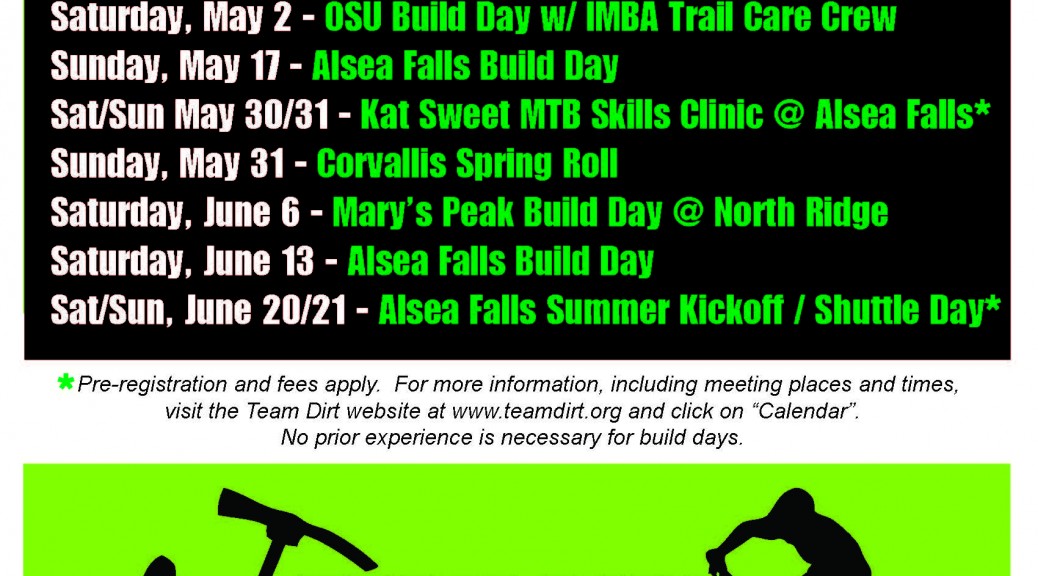 Saturday, May 2 - OSU Build Day w/ IMBA Trail Care Crew
Sunday, May 17 - Alsea Falls Build Day
Sat/Sun May 30/31 - Kat Sweet MTB Skills Clinic @ Alsea Falls*
Sunday, May 31 - Corvallis Spring Roll
Saturday, June 6 - Mary’s Peak Build Day @ North Ridge
Saturday, June 13 - Alsea Falls Build Day
Sat/Sun, June 20/21 - Alsea Falls Summer Kickoff / Shuttle Day*
*Pre-registration and fees apply.  For more information, including meeting places and times,
visit the Team Dirt website at www.teamdirt.org and click on “Calendar”.
No prior experience is necessary for build days.